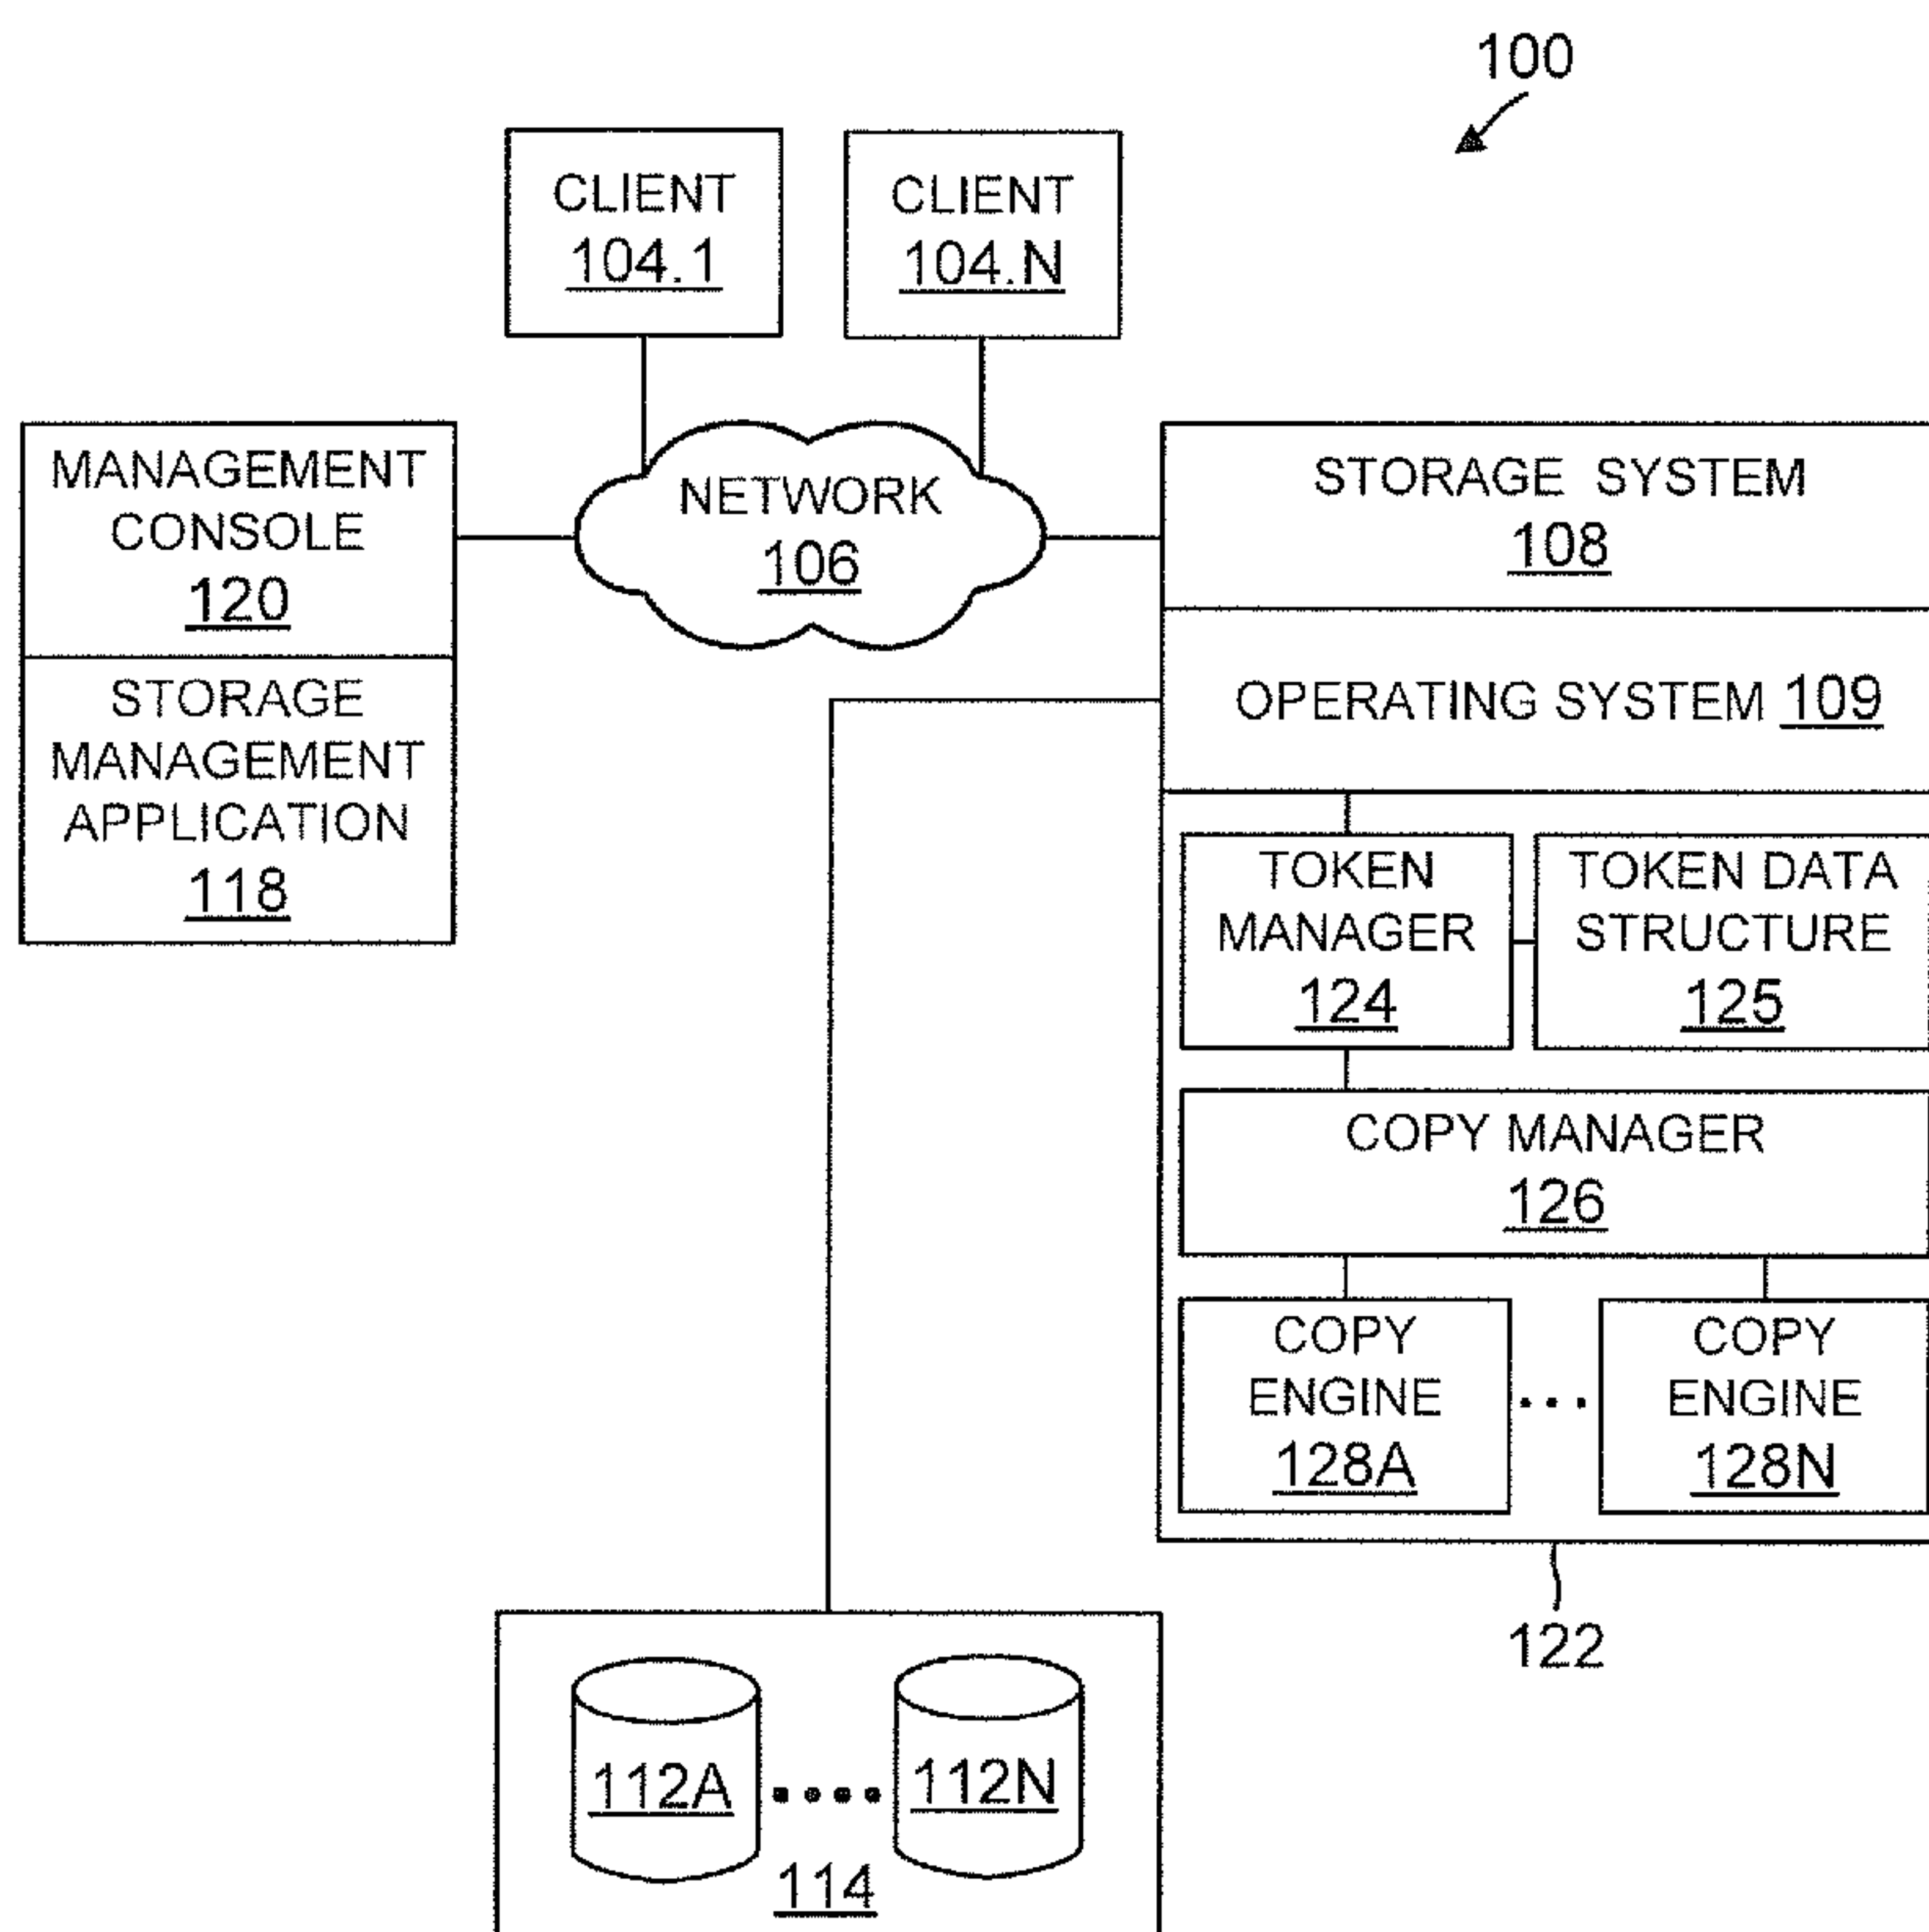 100
CLIENT
104.1
CLIENT
104.N
MANAGEMENT
CONSOLE
120
STORAGE
MANAGEMENT
APPLICATION
118
NETWORK
106
STORAGE SYSTEM
108
OPERATING SYSTEM 109
TOKEN
MANAGER
124
TOKEN DATA
STRUCTURE
125
COPY MANAGER
126
COPY
ENGINE
128A
...
COPY
ENGINE
128N
122
112A
....
112N
114